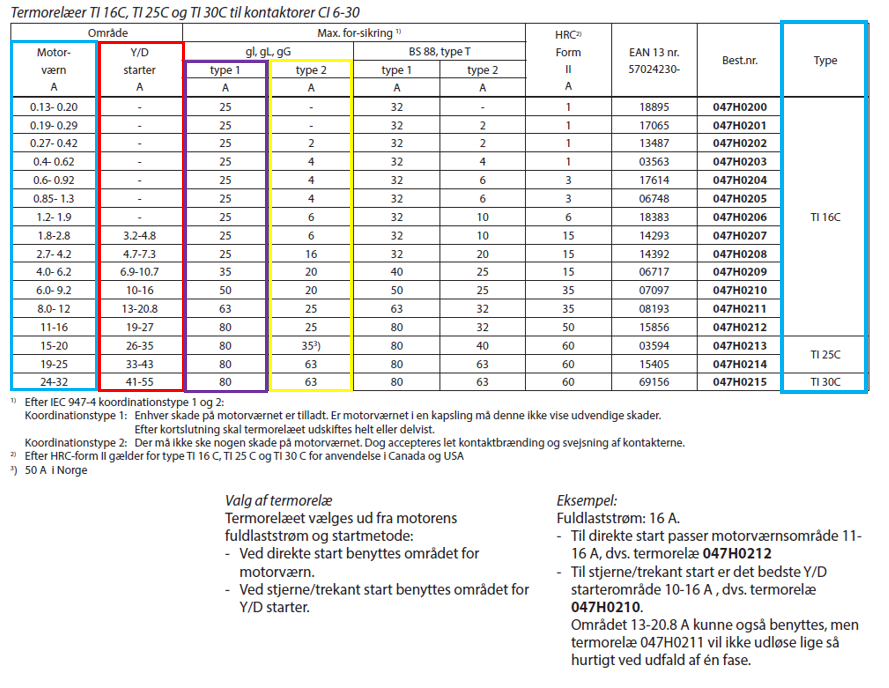 Termorelæer TI 16C, TI 25C og TI 30C til kontaktorer CI 6-30
Område Max. for-sikring 1) HRC2) Form II A EAN 13 nr. 57024230- Best.nr. Type
Motor-værn A Y/D starter A gl, gL, gG BS 88, type T
type 1 type 2 type 1 type 2
A A A A
0.13- 0.20 - 25 - 32 - 1 18895 047H0200 TI 16C
0.19- 0.29 - 25 - 32 2 1 17065 047H0201
0.27- 0.42 - 25 2 32 2 1 13487 047H0202
0.4- 0.62 - 25 4 32 4 1 03563 047H0203
0.6- 0.92 - 25 4 32 6 3 17614 047H0204
0.85- 1.3 - 25 4 32 6 3 06748 047H0205
1.2- 1.9 - 25 6 32 10 6 18383 047H0206
1.8-2.8 3.2-4.8 25 6 32 10 15 14293 047H0207
2.7- 4.2 4.7-7.3 25 16 32 20 15 14392 047H0208
4.0- 6.2 6.9-10.7 35 20 40 25 15 06717 047H0209
6.0- 9.2 10-16 50 20 50 25 35 07097 047H0210
8.0- 12 13-20.8 63 25 63 32 35 08193 047H0211
11-16 19-27 80 25 80 32 50 15856 047H0212
15-20 26-35 80 353) 80 40 60 03594 047H0213 TI 25C
19-25 33-43 80 63 80 63 60 15405 047H0214
24-32 41-55 80 63 80 63 60 69156 047H0215 TI 30C
1) Efter IEC 947-4 koordinationstype 1 og 2:
Koordinationstype 1: Enhver skade på motorværnet er tilladt. Er motorværnet i en kapsling må denne ikke vise udvendige skader.
Efter kortslutning skal termorelæet udskiftes helt eller delvist.
Koordinationstype 2: Der må ikke ske nogen skade på motorværnet. Dog accepteres let kontaktbrænding og svejsning af kontakterne.
2) Efter HRC-form II gælder for type TI 16 C, TI 25 C og TI 30 C for anvendelse i Canada og USA
3) 50 A i Norge
Valg af termorelæ
Termorelæet vælges ud fra motorens
fuldlaststrøm og startmetode:
- Ved direkte start benyttes området for
motorværn.
- Ved stjerne/trekant start benyttes området for
Y/D starter.
Eksempel:
Fuldlaststrøm: 16 A.
- Til direkte start passer motorværnsområde 11-
16 A, dvs. termorelæ 047H0212
- Til stjerne/trekant start er det bedste Y/D
starterområde 10-16 A , dvs. termorelæ
047H0210.
Området 13-20.8 A kunne også benyttes, men
termorelæ 047H0211 vil ikke udløse lige så
hurtigt ved udfald af én fase.